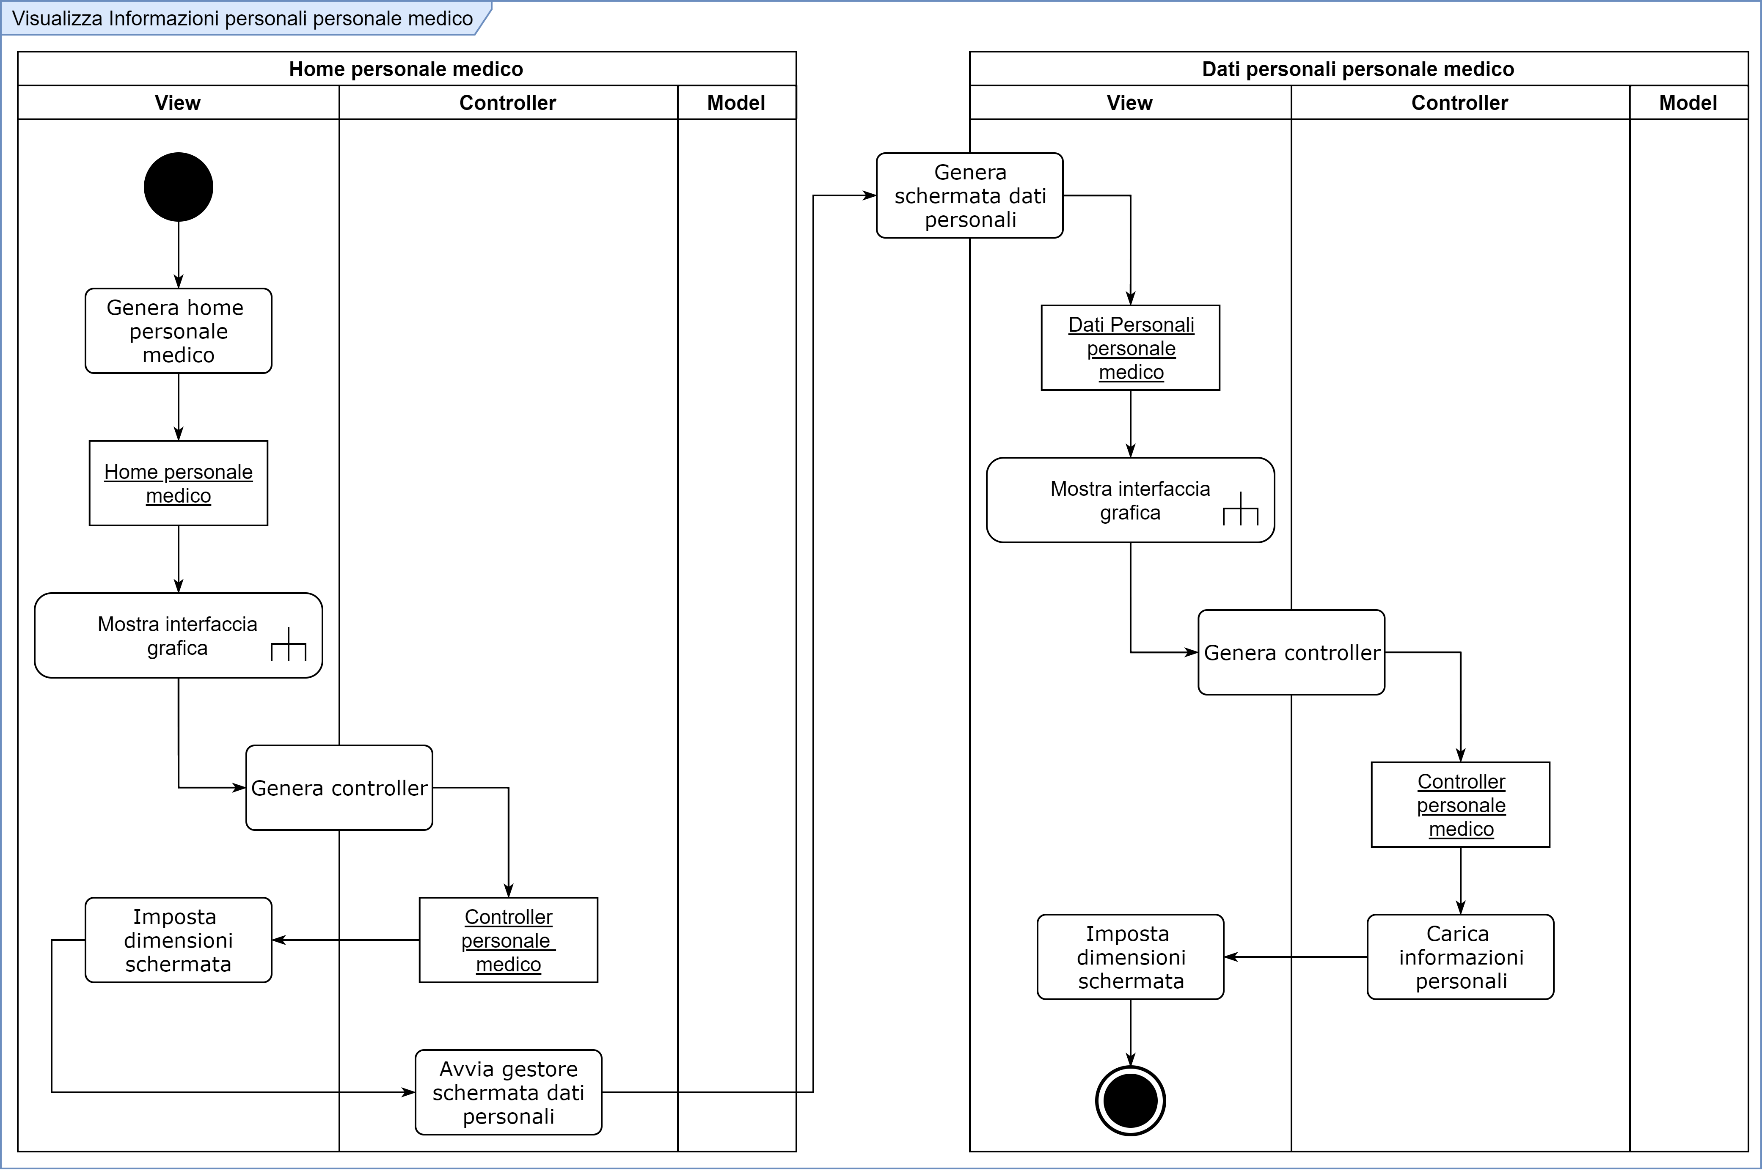 Visualizza Informazioni personali personale medico
Home personale medico
View
Controller
Model
Genera home
personale
medico
Home personale
medico
Mostra interfaccia
grafica
Genera controller
Imposta
dimensioni
schermata
Controller
personale
medico
Avvia gestore
schermata dati
personali
Dati personali personale medico
View
Controller
Model
Genera
schermata dati
personali
Dati Personali
personale
medico
Mostra interfaccia
grafica
Genera controller
Controller
personale
medico
Imposta
dimensioni
schermata
Carica
informazioni
personali